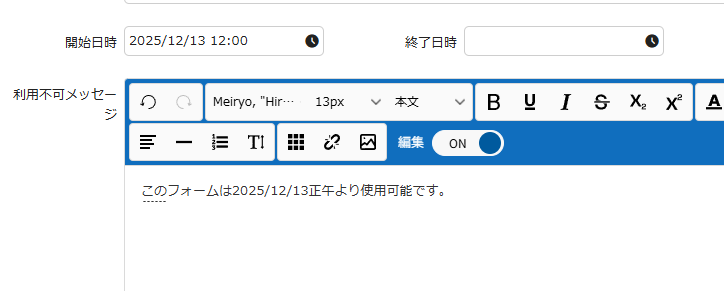 開始日時 2025/12/13 12:00 終了日時
利用不可メッセー
ジ
Meiryo, "Hir… 13px 本文 B U I S X₂ X² A
T 編集 ON
このフォームは2025/12/13正午より使用可能です。